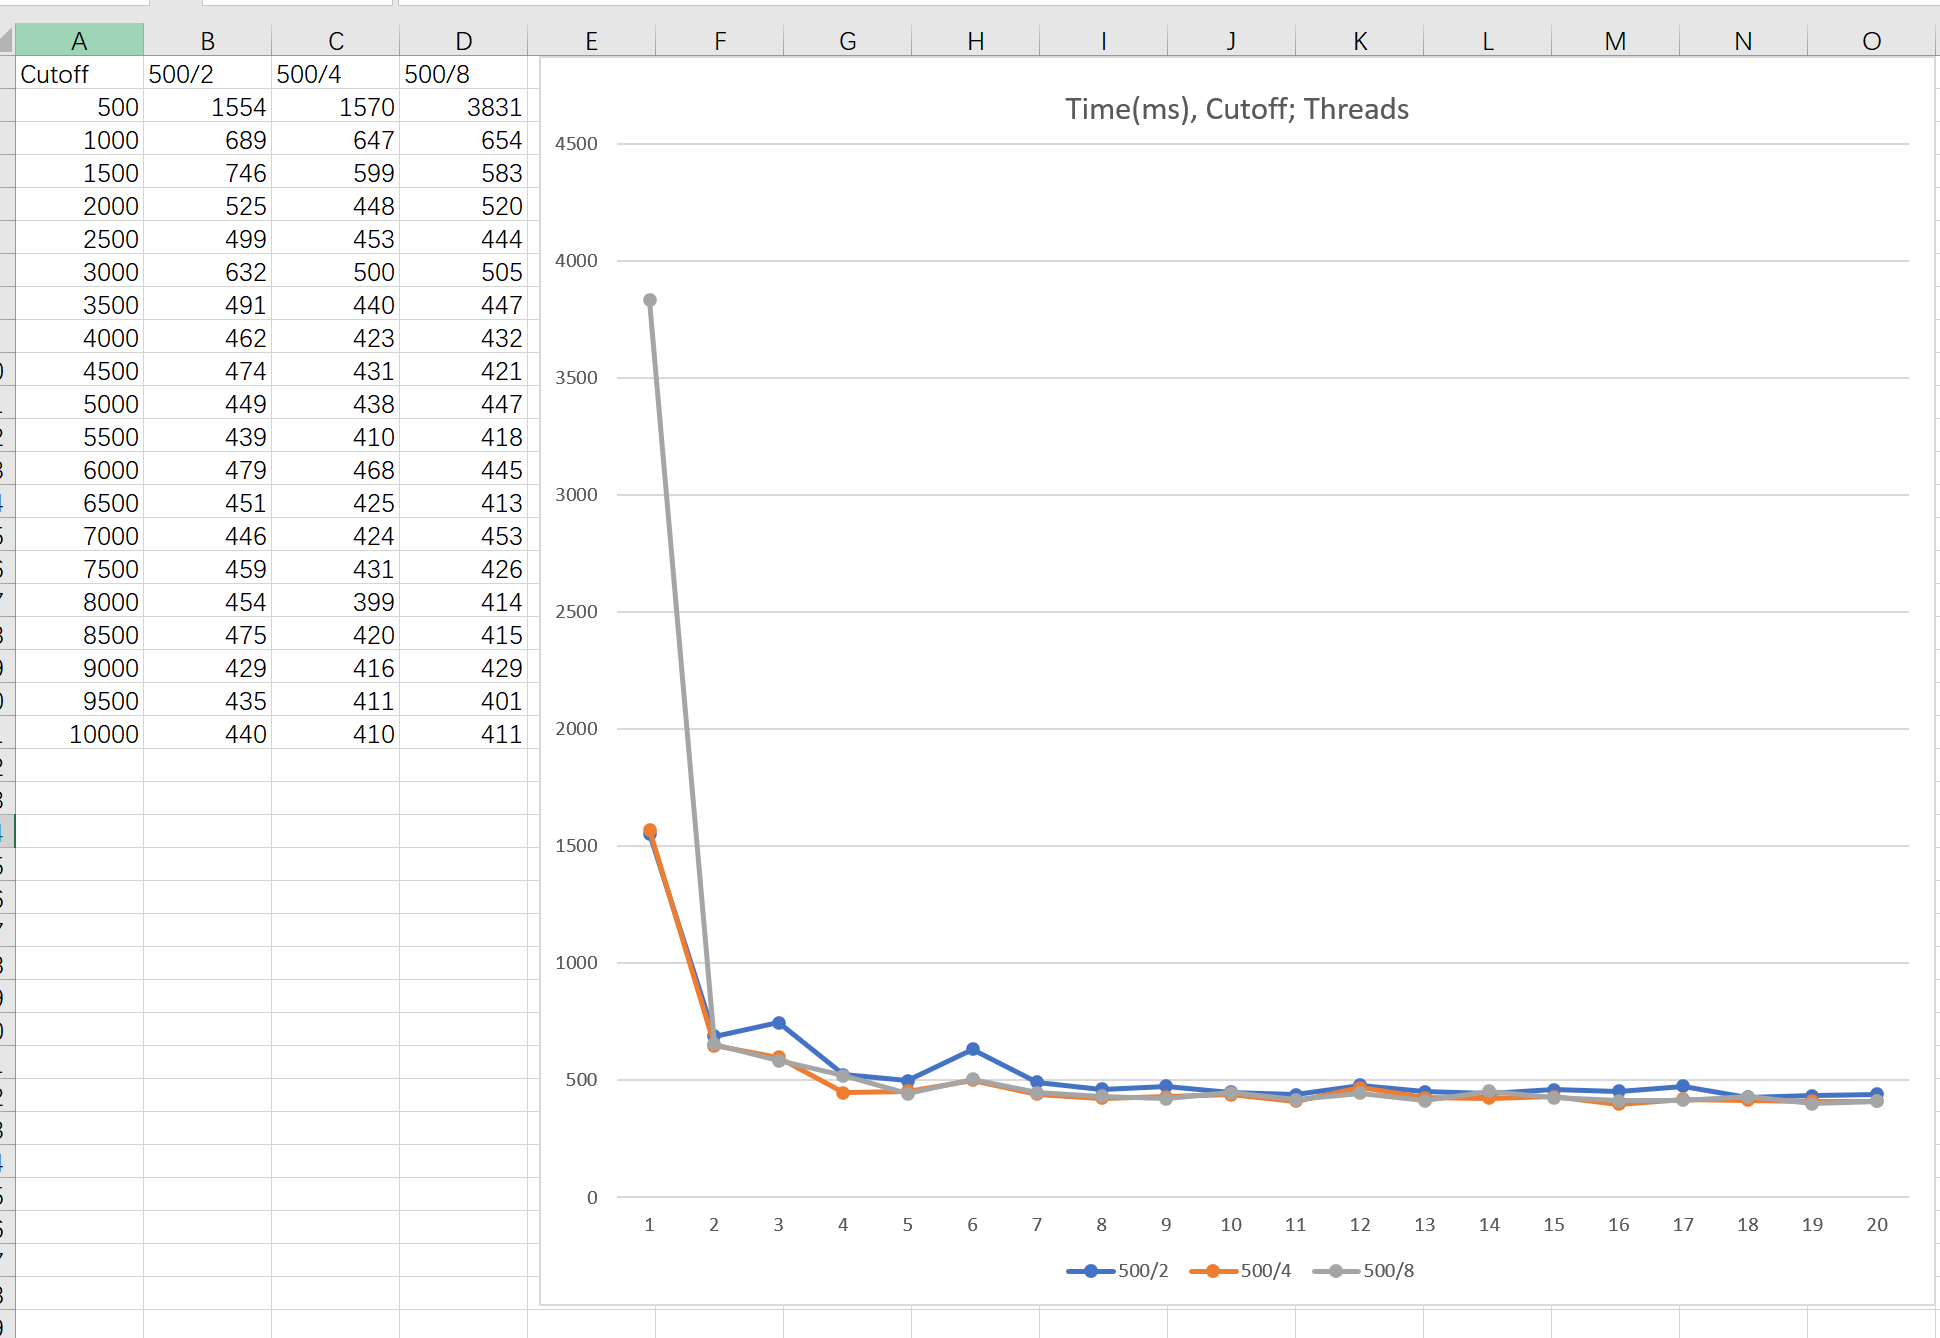 A B C D E F G H I J K L M N O
Cutoff 500/2 500/4 500/8
500 1554 1570 3831
1000 689 647 654
1500 746 599 583
2000 525 448 520
2500 499 453 444
3000 632 500 505
3500 491 440 447
4000 462 423 432
4500 474 431 421
5000 449 438 447
5500 439 410 418
6000 479 468 445
6500 451 425 413
7000 446 424 453
7500 459 431 426
8000 454 399 414
8500 475 420 415
9000 429 416 429
9500 435 411 401
10000 440 410 411
Time(ms), Cutoff; Threads
4500
4000
3500
3000
2500
2000
1500
1000
500
0
1 2 3 4 5 6 7 8 9 10 11 12 13 14 15 16 17 18 19 20
500/2 500/4 500/8